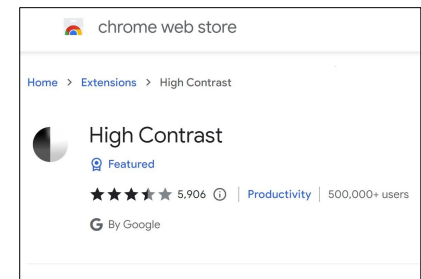 chrome web store
Home > Extensions > High Contrast
High Contrast
Featured
5,906 | Productivity | 500,000+ users
G By Google